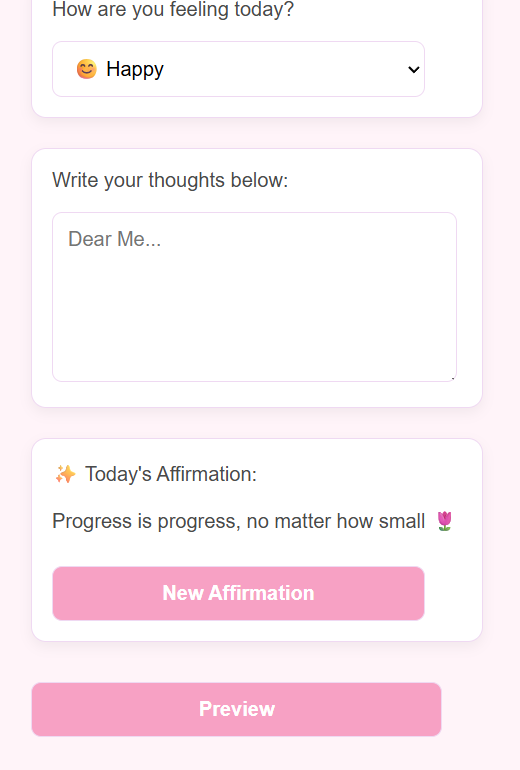 How are you feeling today?
😊 Happy
Write your thoughts below:
Dear Me...
✨ Today's Affirmation:
Progress is progress, no matter how small 🌷
New Affirmation
Preview